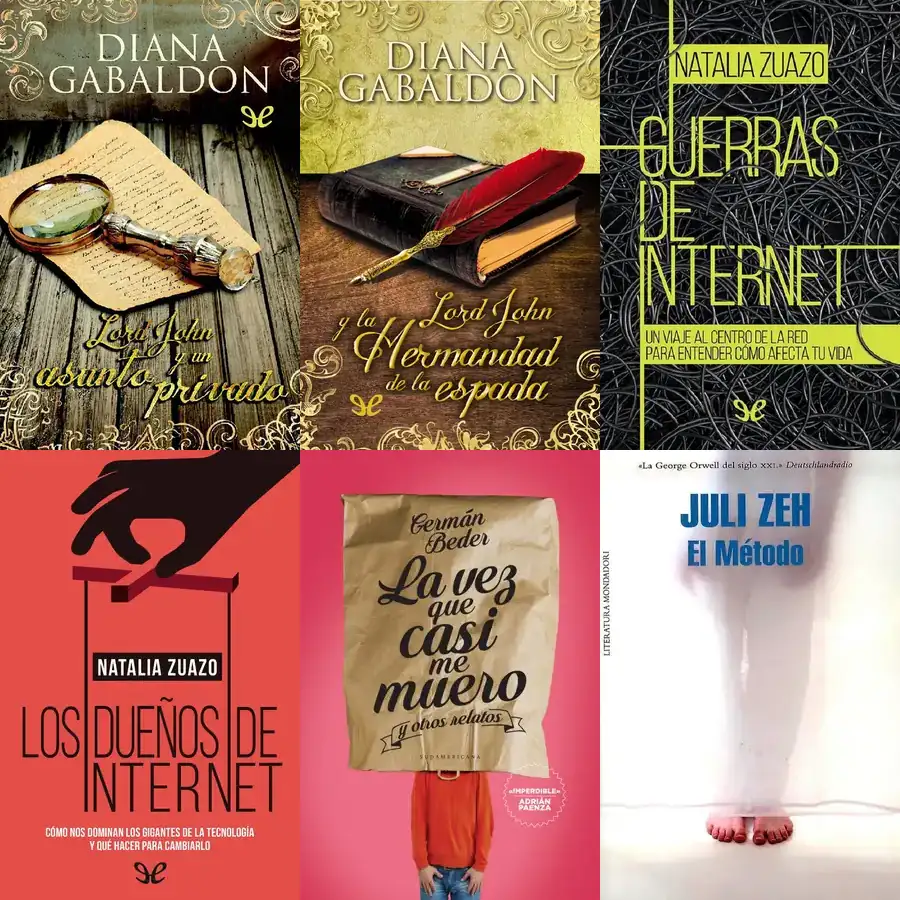 DIANA
GABALDON
Lord John
y un
asunto privado
DIANA
GABALDON
Lord John
y la
Hermandad
de la
espada
NATALIA ZUAZO
GUERRAS
DE
INTERNET
UN VIAJE AL CENTRO DE LA RED
PARA ENTENDER CÓMO AFECTA TU VIDA
NATALIA ZUAZO
LOS DUEÑOS DE
INTERNET
CÓMO NOS DOMINAN LOS GIGANTES DE LA TECNOLOGÍA
Y QUÉ HACER PARA CAMBIARLO
Germán
Beder
La vez
que
casi
me
muero
y otros relatos
SUDAMERICANA
«IMPERDIBLE»
ADRIÁN
PAENZA
«La George Orwell del siglo XXI.» Deutschlandradio
JULI ZEH
El Método
LITERATURA MONDADORI